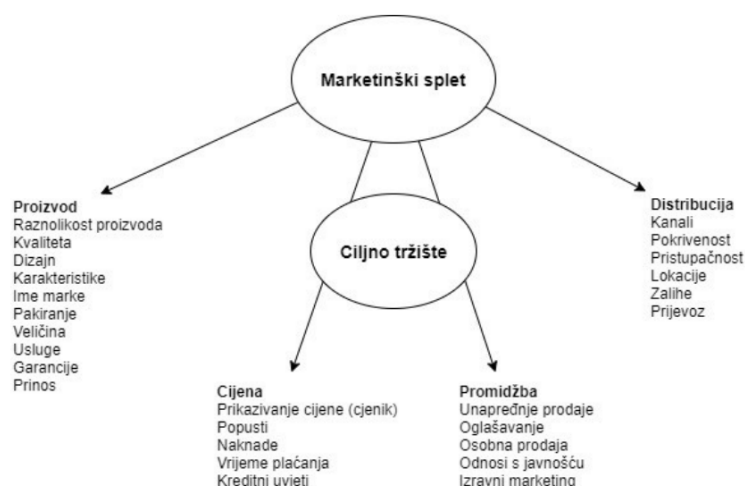 Marketinški splet
Ciljno tržište
Proizvod
Raznolikost proizvoda
Kvaliteta
Dizajn
Karakteristike
Ime marke
Pakiranje
Veličina
Usluge
Garancije
Prinos
Cijena
Prikazivanje cijene (cjenik)
Popusti
Naknade
Vrijeme plaćanja
Kreditni uvjeti
Promidžba
Unapređnje prodaje
Oglašavanje
Osobna prodaja
Odnosi s javnošću
Izravni marketing
Distribucija
Kanali
Pokrivenost
Pristupačnost
Lokacije
Zalihe
Prijevoz